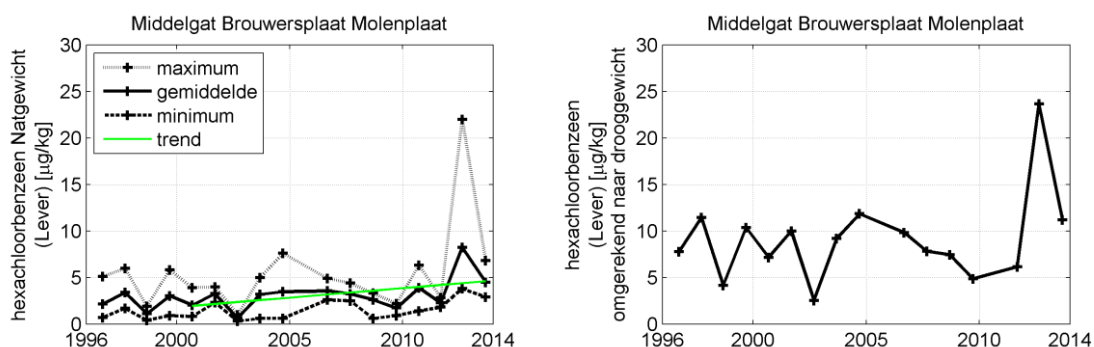 Middelgat Brouwersplaat Molenplaat
hexachloorbenzeen Natgewicht
(Lever) [µg/kg]
30
25
20
15
10
5
0
maximum
gemiddelde
minimum
trend
1996
2000
2005
2010
2014
Middelgat Brouwersplaat Molenplaat
hexachloorbenzeen
(Lever) [µg/kg]
omgerekend naar drooggewicht
30
25
20
15
10
5
0
1996
2000
2005
2010
2014